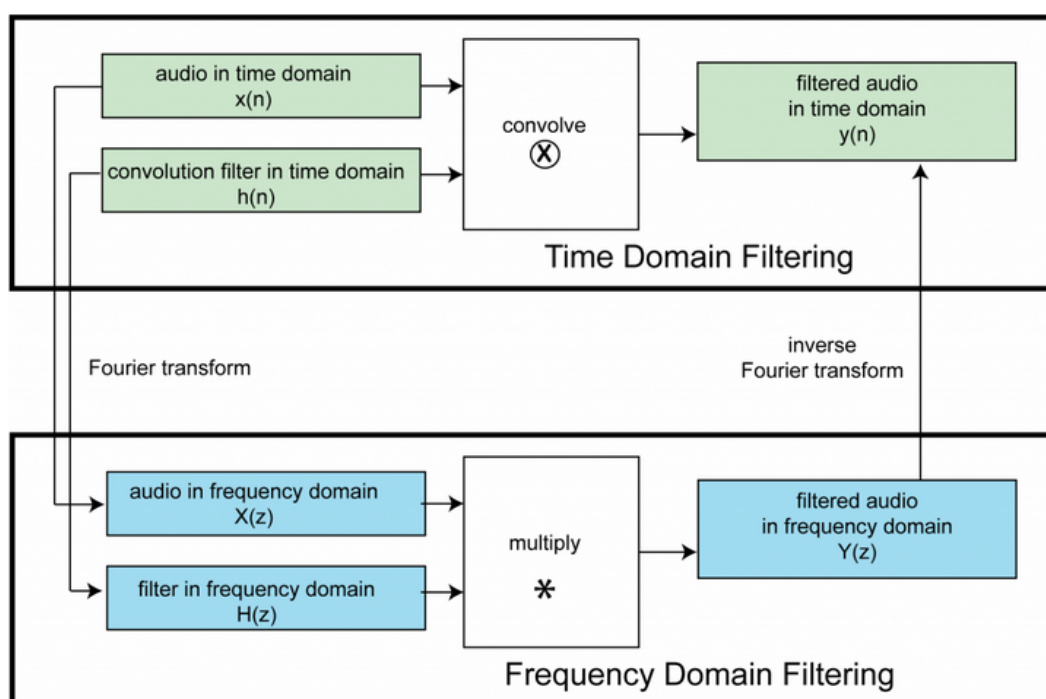 audio in time domain
x(n)
convolution filter in time domain
h(n)
convolve
ⓧ
filtered audio
in time domain
y(n)
Time Domain Filtering
Fourier transform
inverse
Fourier transform
audio in frequency domain
X(z)
filter in frequency domain
H(z)
multiply
*
filtered audio
in frequency domain
Y(z)
Frequency Domain Filtering